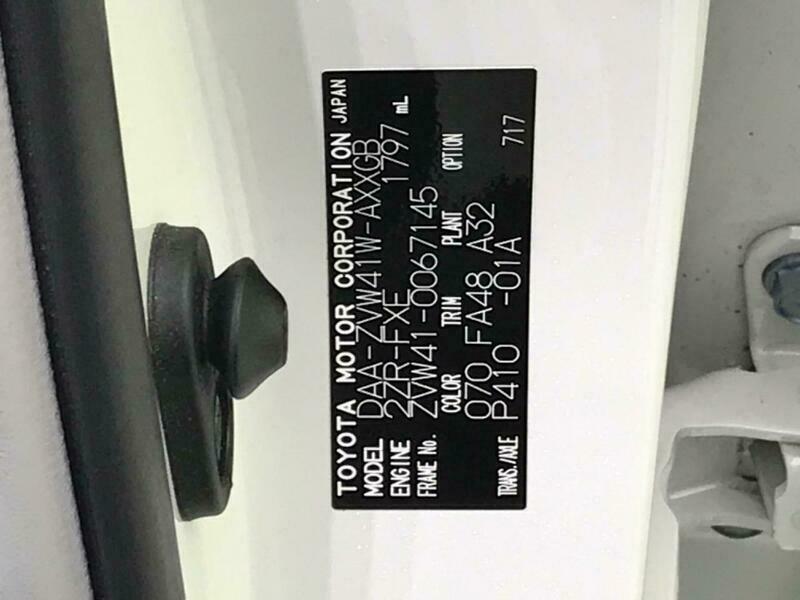 TOYOTA MOTOR CORPORATION JAPAN
MODEL DAA-ZVW41W-AXXGB
ENGINE 2ZR-FXE 1797 mL
FRAME No. ZVW41-0067145
COLOR TRIM PLANT OPTION
070 FA48 A32
TRANS./AXLE P410 -01A 717